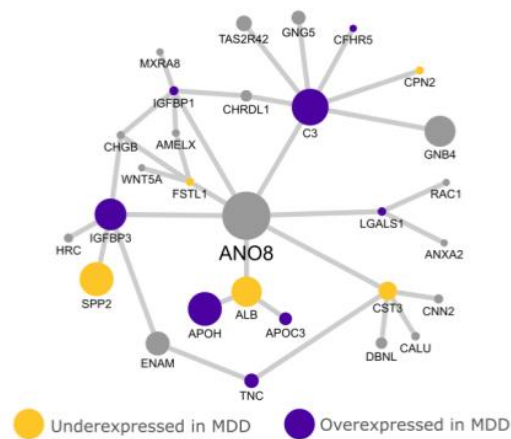 TAS2R42
GNG5
CFHR5
MXRA8
CPN2
IGFBP1
CHRDL1
C3
CHGB
AMELX
GNB4
WNT5A
FSTL1
RAC1
LGALS1
IGFBP3
ANO8
HRC
ANXA2
SPP2
ALB
CST3
CNN2
APOH
APOC3
ENAM
DBNL
CALU
TNC
Underexpressed in MDD
Overexpressed in MDD